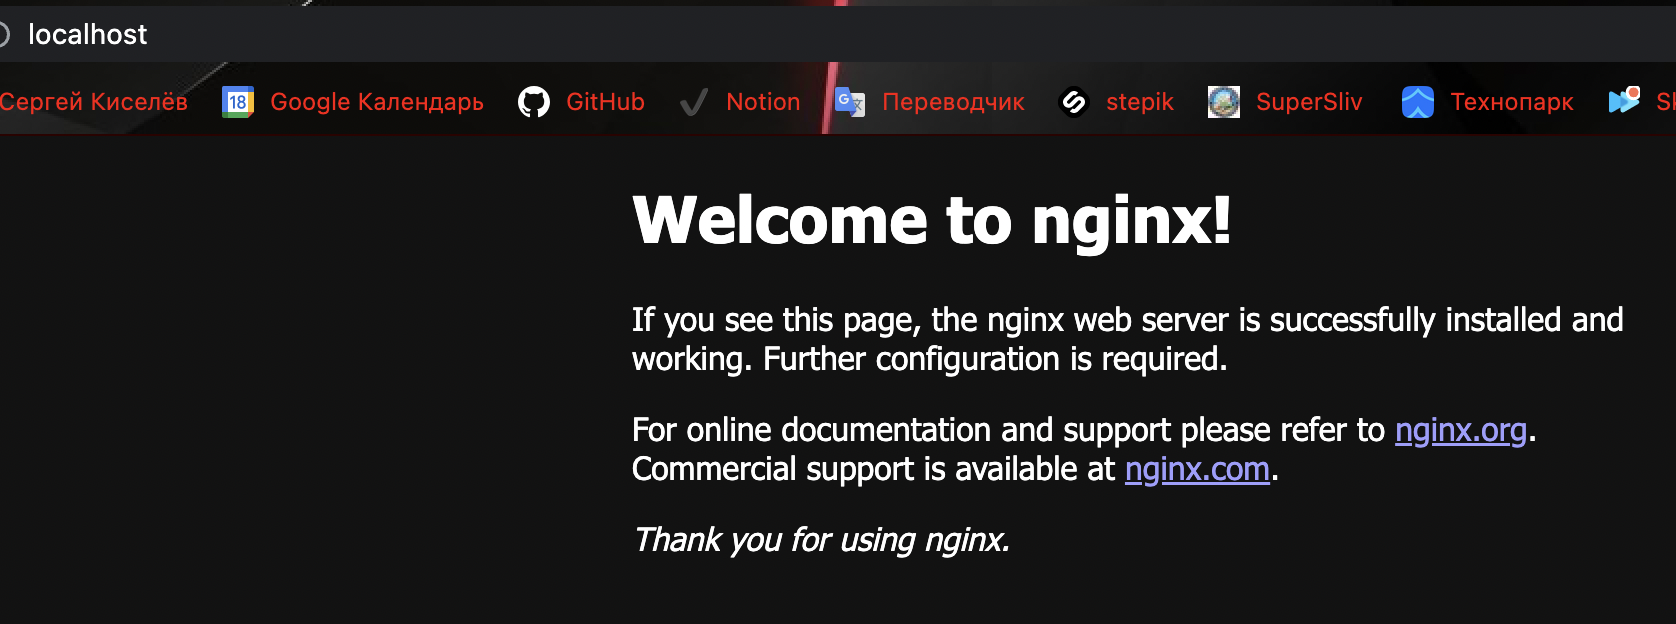 localhost
Сергей Киселёв 18 Google Календарь GitHub Notion G 文 Переводчик stepik SuperSliv Технопарк
Welcome to nginx!
If you see this page, the nginx web server is successfully installed and
working. Further configuration is required.
For online documentation and support please refer to nginx.org.
Commercial support is available at nginx.com.
Thank you for using nginx.